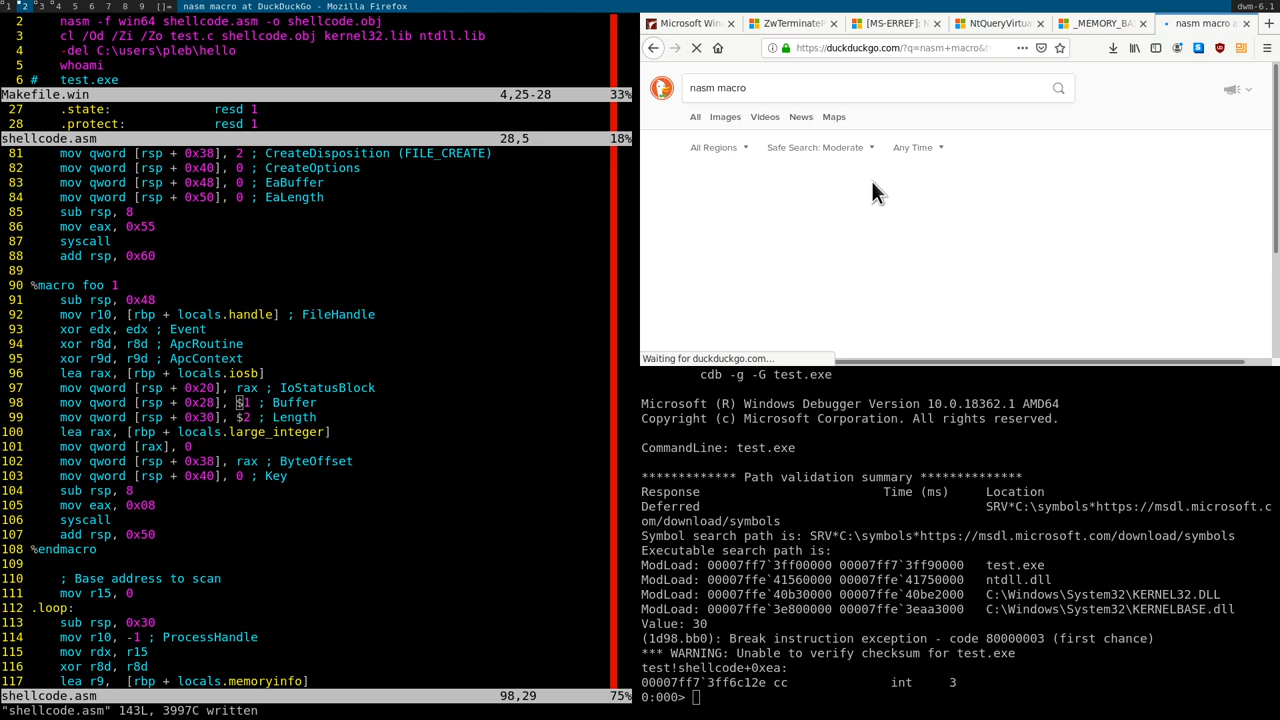 1 2 3 4 5 6 7 8 9 []= nasm macro at DuckDuckGo - Mozilla Firefox dwm-6.1
2 nasm -f win64 shellcode.asm -o shellcode.obj
3 cl /Od /Zi /Zo test.c shellcode.obj kernel32.lib ntdll.lib
4 -del C:\users\pleb\hello
5 whoami
6 # test.exe
Makefile.win 4,25-28 33%
27 .state: resd 1
28 .protect: resd 1
shellcode.asm 28,5 18%
81 mov qword [rsp + 0x38], 2 ; CreateDisposition (FILE_CREATE)
82 mov qword [rsp + 0x40], 0 ; CreateOptions
83 mov qword [rsp + 0x48], 0 ; EaBuffer
84 mov qword [rsp + 0x50], 0 ; EaLength
85 sub rsp, 8
86 mov eax, 0x55
87 syscall
88 add rsp, 0x60
89
90 %macro foo 1
91 sub rsp, 0x48
92 mov r10, [rbp + locals.handle] ; FileHandle
93 xor edx, edx ; Event
94 xor r8d, r8d ; ApcRoutine
95 xor r9d, r9d ; ApcContext
96 lea rax, [rbp + locals.iosb]
97 mov qword [rsp + 0x20], rax ; IoStatusBlock
98 mov qword [rsp + 0x28], $1 ; Buffer
99 mov qword [rsp + 0x30], $2 ; Length
100 lea rax, [rbp + locals.large_integer]
101 mov qword [rax], 0
102 mov qword [rsp + 0x38], rax ; ByteOffset
103 mov qword [rsp + 0x40], 0 ; Key
104 sub rsp, 8
105 mov eax, 0x08
106 syscall
107 add rsp, 0x50
108 %endmacro
109
110 ; Base address to scan
111 mov r15, 0
112 .loop:
113 sub rsp, 0x30
114 mov r10, -1 ; ProcessHandle
115 mov rdx, r15
116 xor r8d, r8d
117 lea r9, [rbp + locals.memoryinfo]
shellcode.asm 98,29 75%
"shellcode.asm" 143L, 3997C written
Microsoft Win ZwTerminateP [MS-ERREF]: NtQueryVirtua _MEMORY_BA nasm macro a
https://duckduckgo.com/?q=nasm+macro&
nasm macro
All Images Videos News Maps
All Regions Safe Search: Moderate Any Time
Waiting for duckduckgo.com...
cdb -g -G test.exe
Microsoft (R) Windows Debugger Version 10.0.18362.1 AMD64
Copyright (c) Microsoft Corporation. All rights reserved.
CommandLine: test.exe
************* Path validation summary **************
Response Time (ms) Location
Deferred SRV*C:\symbols*https://msdl.microsoft.c
om/download/symbols
Symbol search path is: SRV*C:\symbols*https://msdl.microsoft.com/download/symbols
Executable search path is:
ModLoad: 00007ff7`3ff00000 00007ff7`3ff90000 test.exe
ModLoad: 00007ffe`41560000 00007ffe`41750000 ntdll.dll
ModLoad: 00007ffe`40b30000 00007ffe`40be2000 C:\Windows\System32\KERNEL32.DLL
ModLoad: 00007ffe`3e800000 00007ffe`3eaa3000 C:\Windows\System32\KERNELBASE.dll
Value: 30
(1d98.bb0): Break instruction exception - code 80000003 (first chance)
*** WARNING: Unable to verify checksum for test.exe
test!shellcode+0xea:
00007ff7`3ff6c12e cc int 3
0:000>